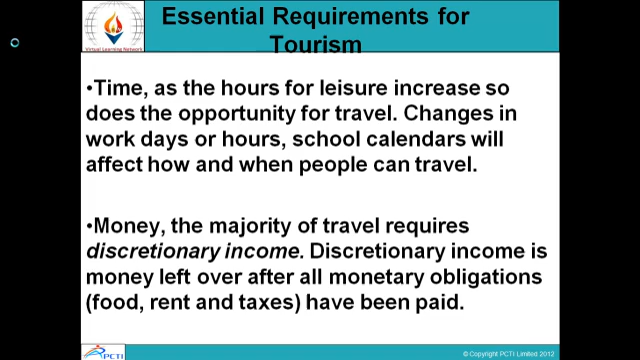 Essential Requirements for
Tourism
Virtual Learning Network
•Time, as the hours for leisure increase so
does the opportunity for travel. Changes in
work days or hours, school calendars will
affect how and when people can travel.
•Money, the majority of travel requires
discretionary income. Discretionary income is
money left over after all monetary obligations
(food, rent and taxes) have been paid.
PCTI
© Copyright PCTI Limited 2012